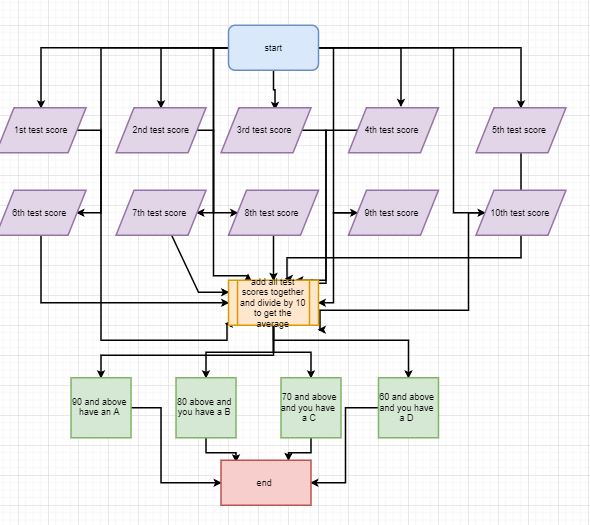 start
1st test score
2nd test score
3rd test score
4th test score
5th test score
6th test score
7th test score
8th test score
9th test score
10th test score
add all test
scores together
and divide by 10
to get the
average
90 and above
have an A
80 above and
you have a B
70 and above
and you have
a C
60 and above
and you have
a D
end